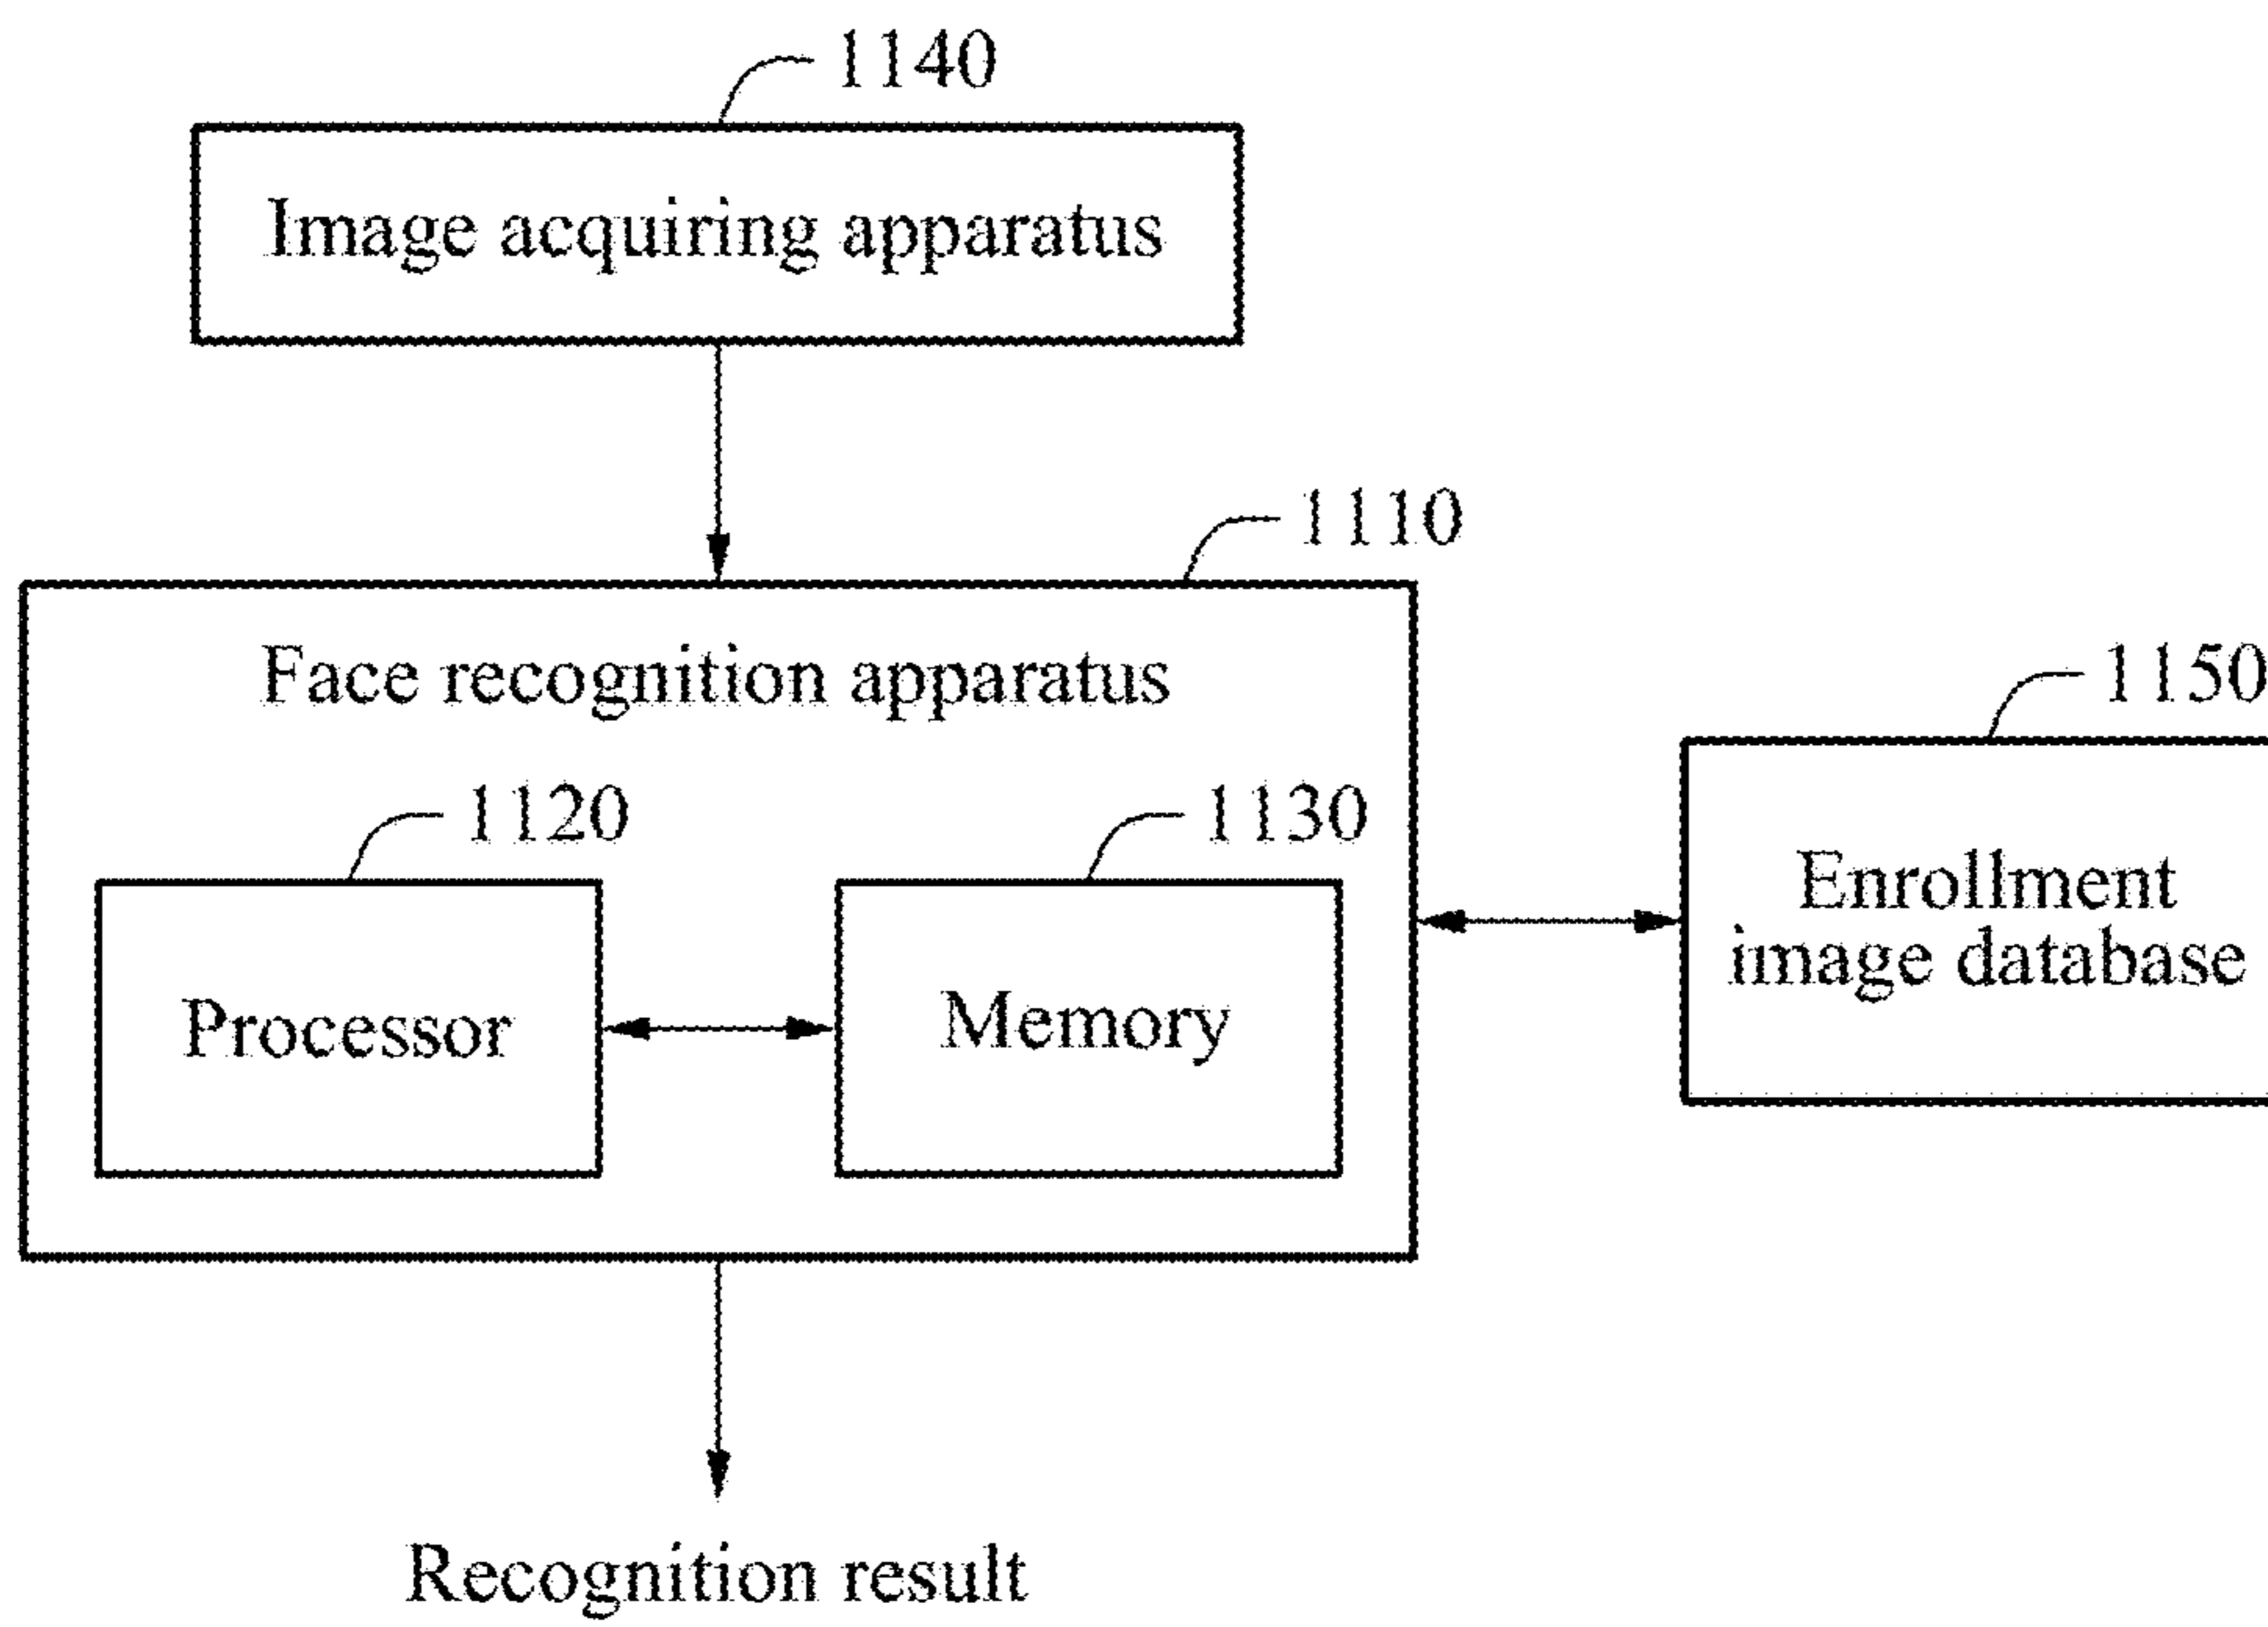 1140
Image acquiring apparatus
1110
Face recognition apparatus
1150
1120
1130
Enrollment
image database
Processor
Memory
Recognition result